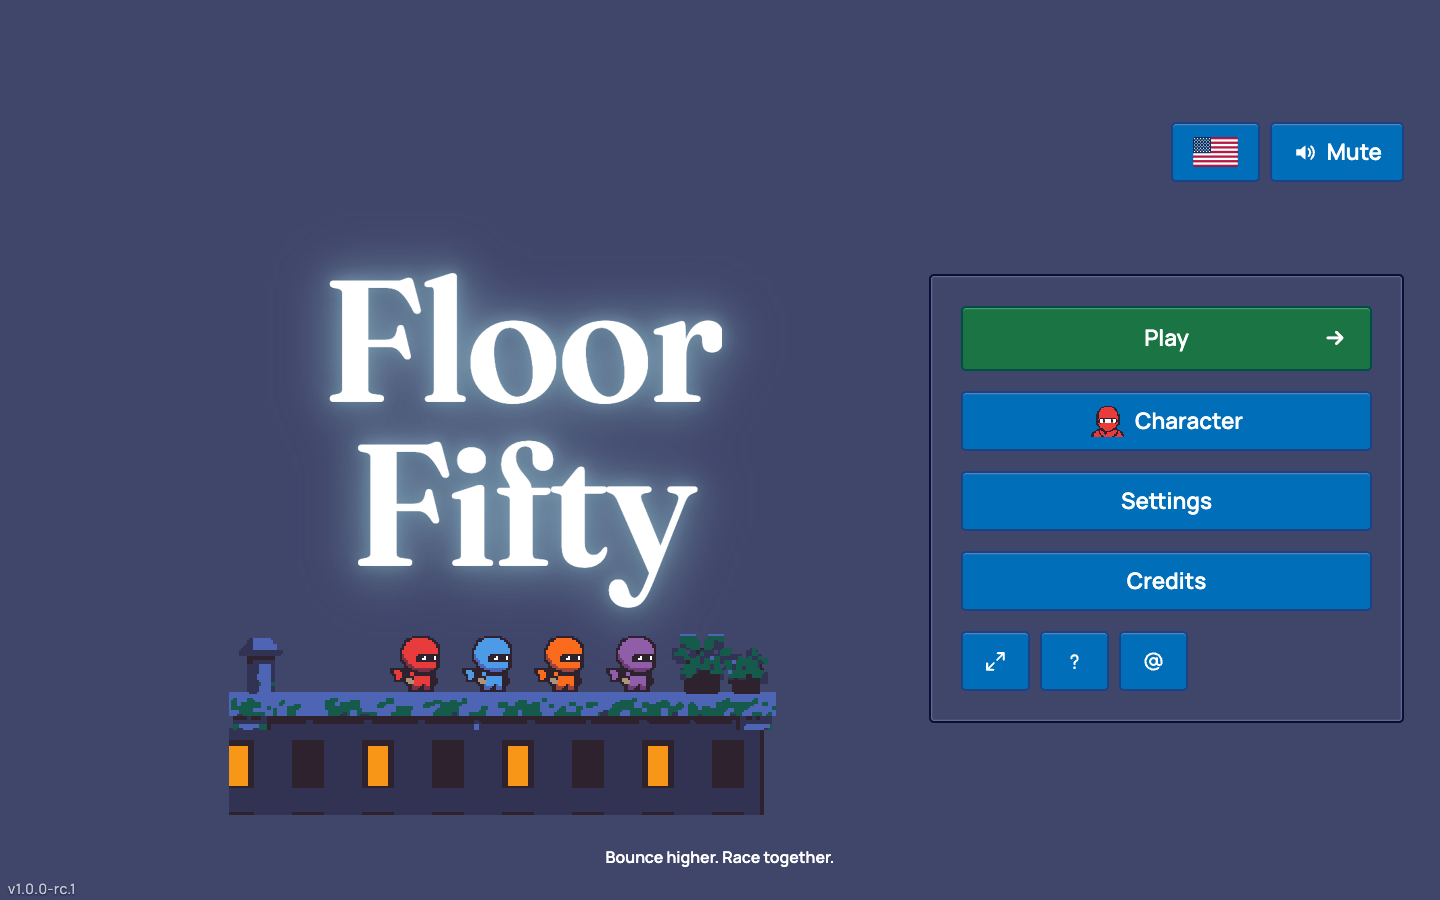 Mute
Floor
Fifty
Play
Character
Settings
Credits
?
@
Bounce higher. Race together.
v1.0.0-rc.1